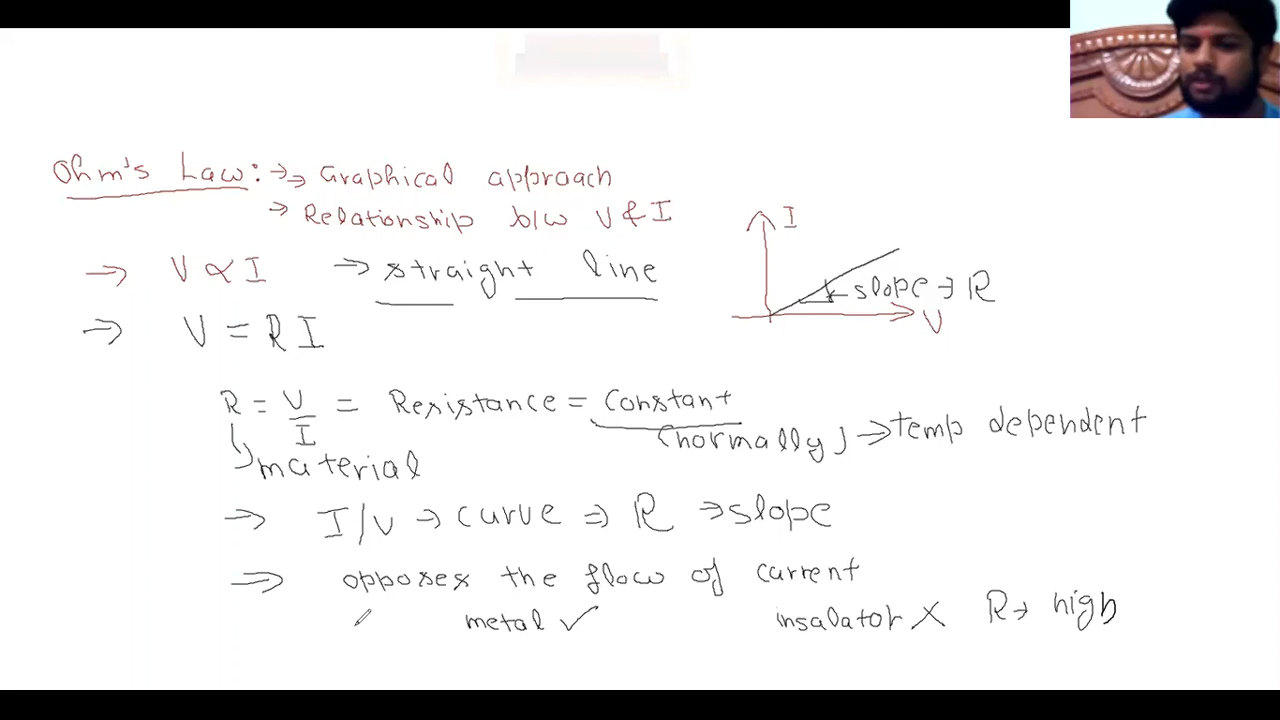 Ohm's Law: →→ Graphical approach
→ Relationship b/w V & I
→ V ∝ I → straight line
I
slope → R
V
→ V = R I
R = V/I = Resistance = Constant
(normally) → temp dependent
↳ material
→ I/V → curve ⇒ R → slope
⇒ opposes the flow of current
metal ✓ insalator ✗ R → high